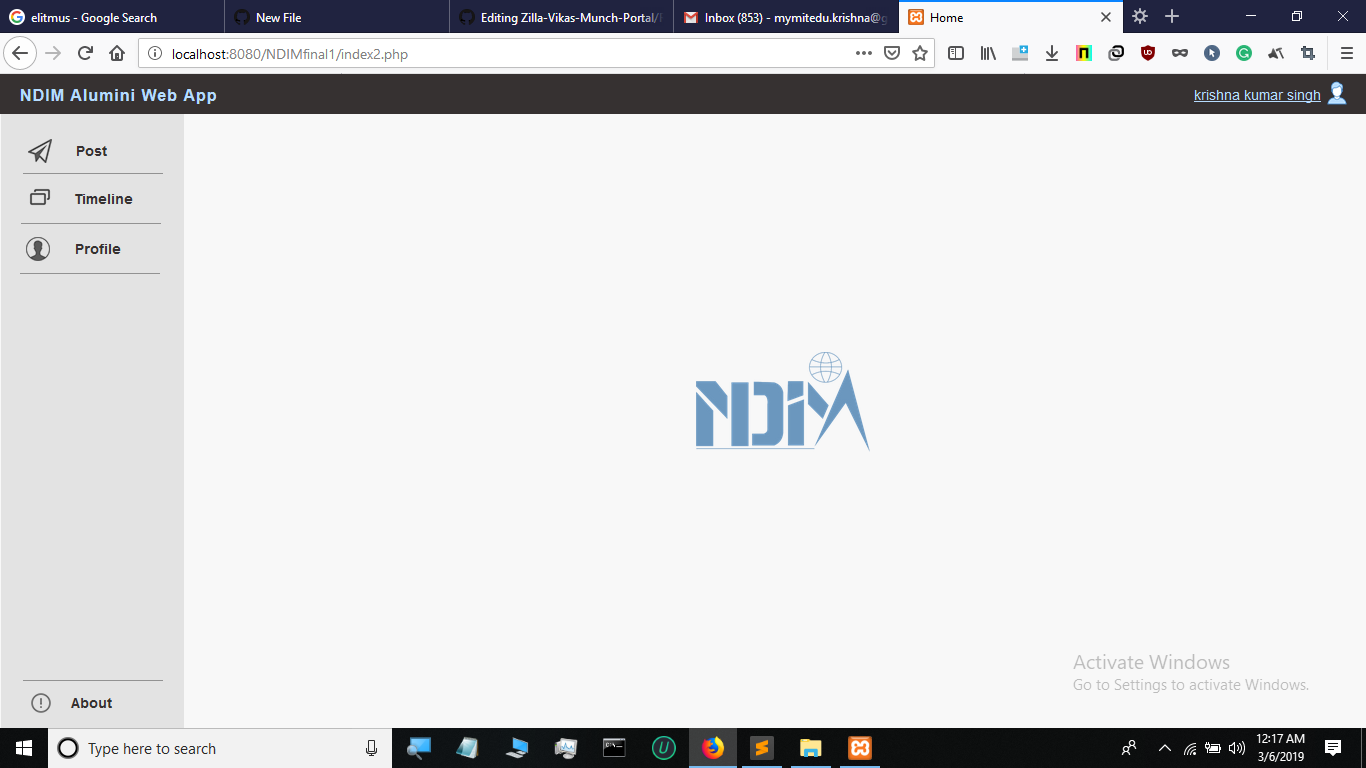 elitmus - Google Search
New File
Editing Zilla-Vikas-Munch-Portal/
Inbox (853) - mymitedu.krishna@g
Home
localhost:8080/NDIMfinal1/index2.php
NDIM Alumini Web App
krishna kumar singh
Post
Timeline
Profile
NDIM
Activate Windows
Go to Settings to activate Windows.
About
Type here to search
12:17 AM
3/6/2019